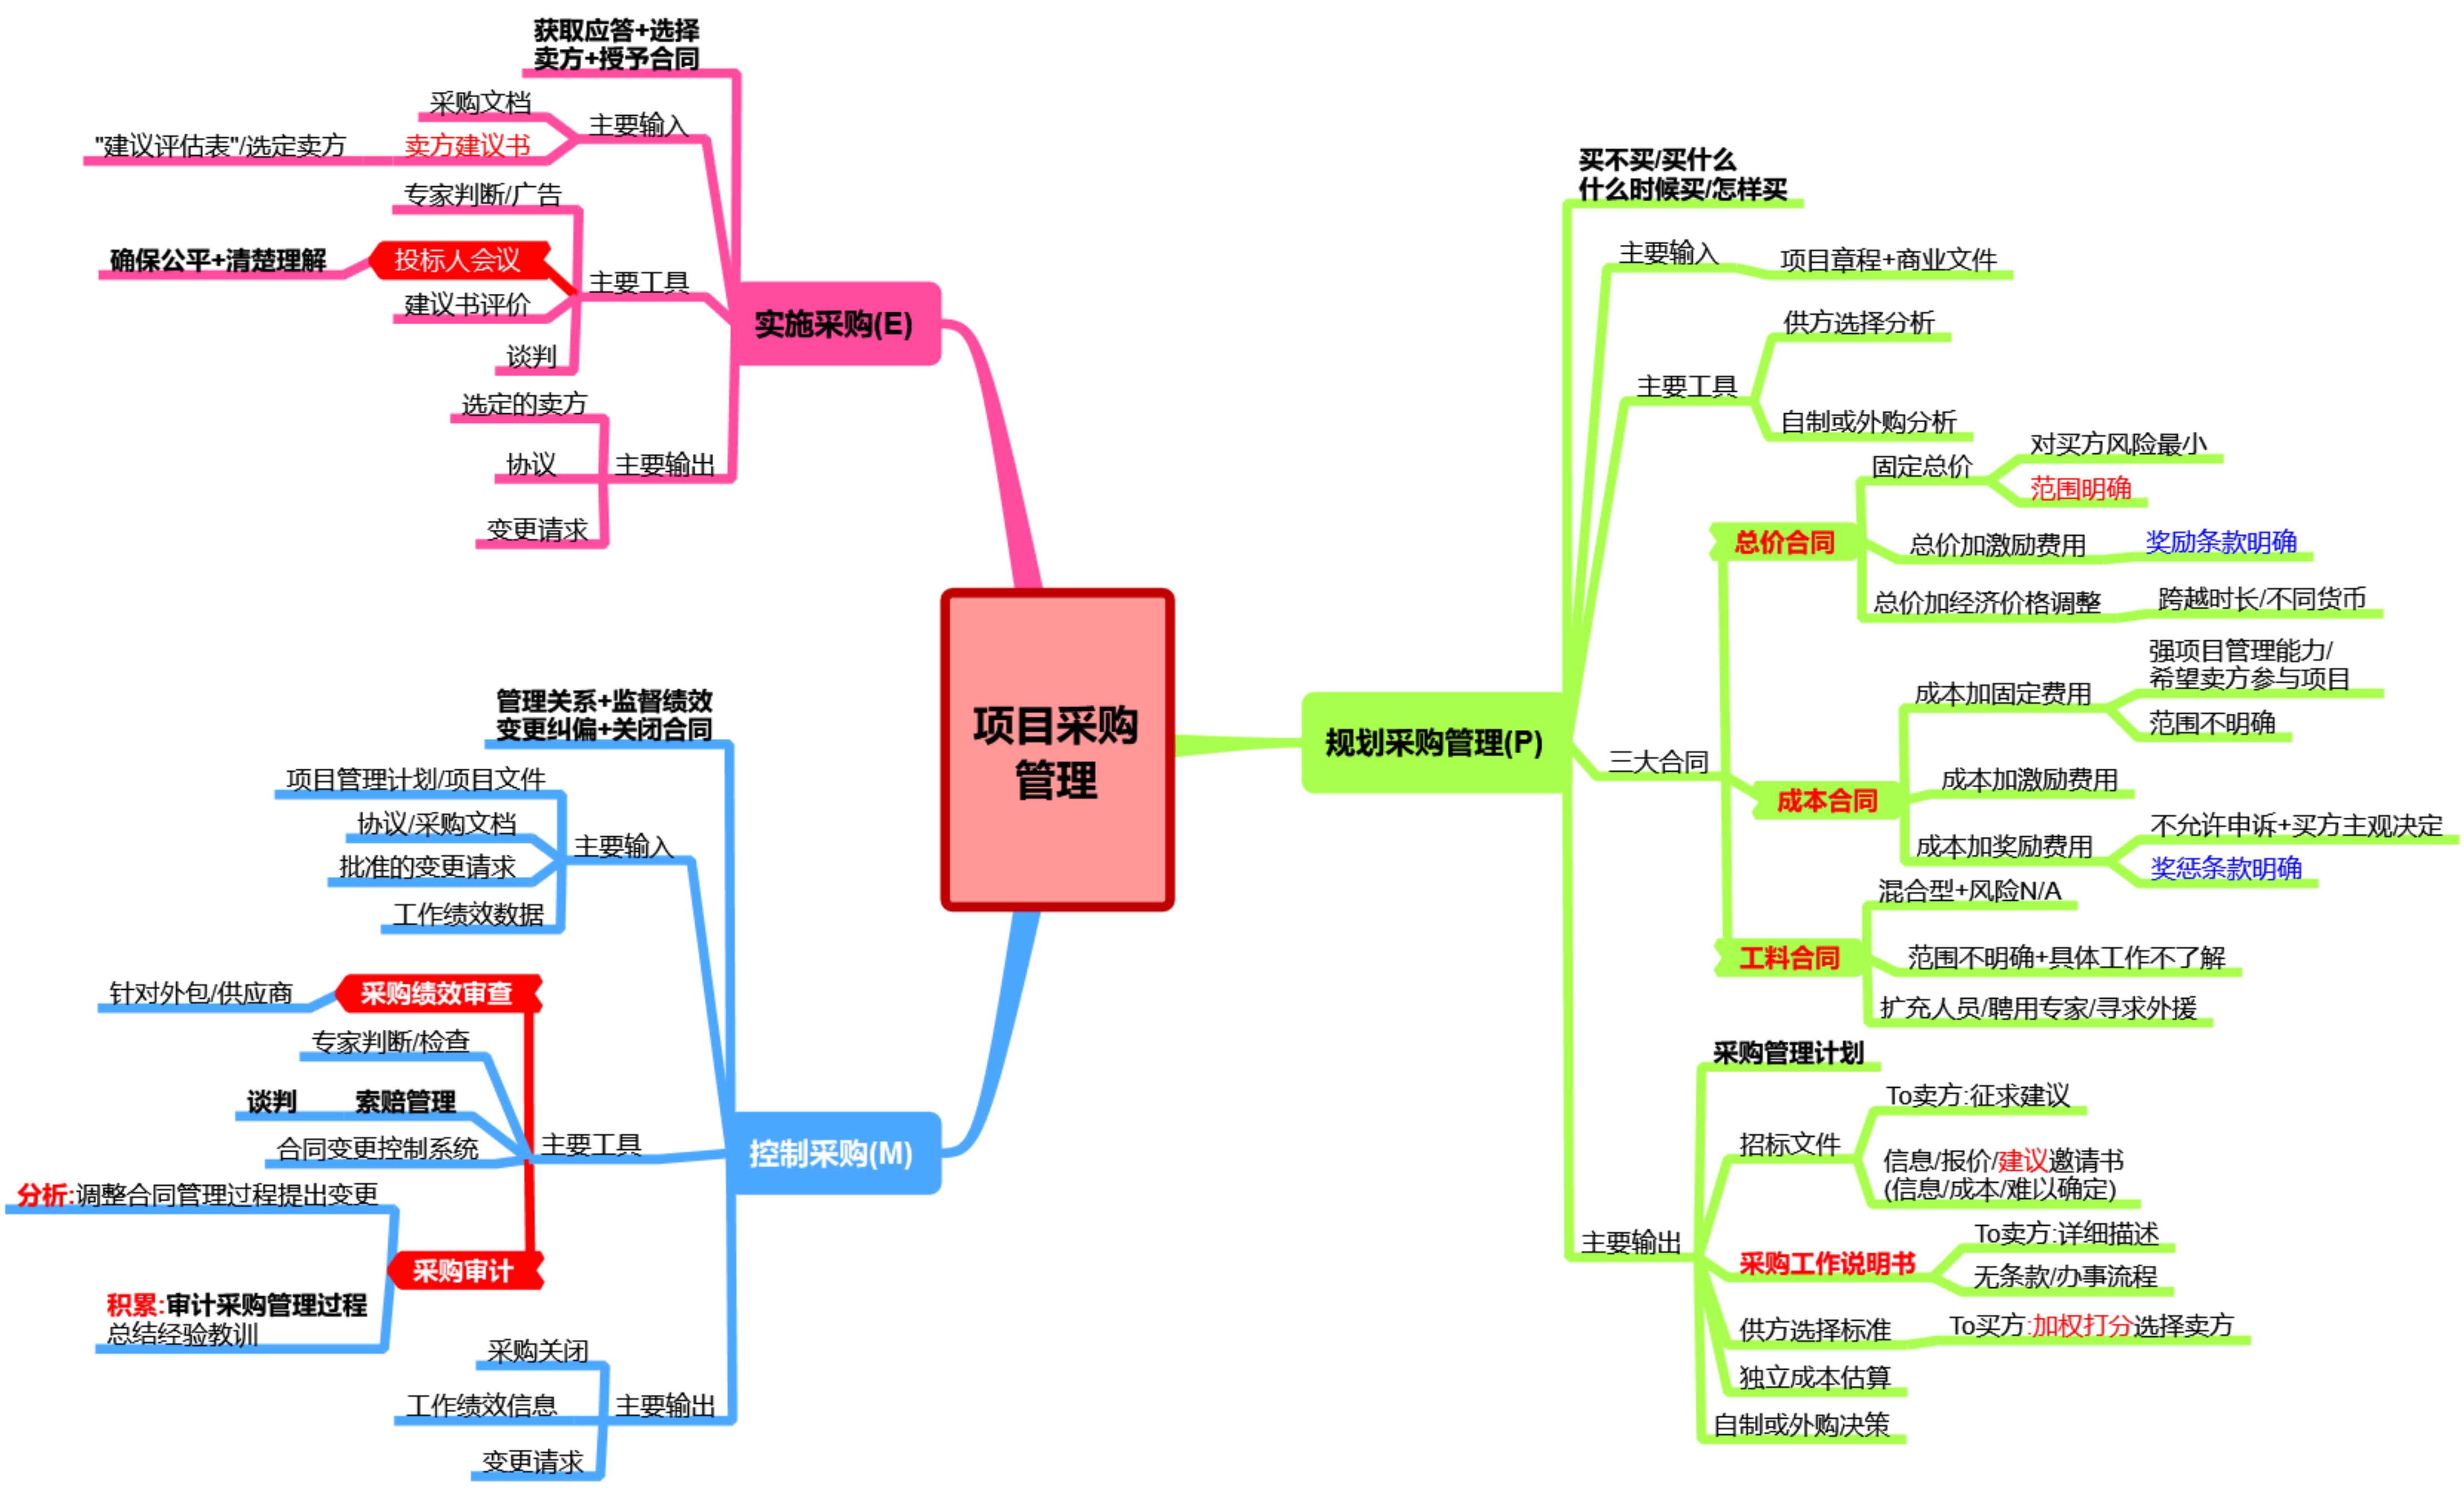 项目采购
管理
规划采购管理(P)
买不买/买什么
什么时候买/怎样买
主要输入
项目章程+商业文件
主要工具
供方选择分析
自制或外购分析
三大合同
总价合同
固定总价
对买方风险最小
范围明确
总价加激励费用
奖励条款明确
总价加经济价格调整
跨越时长/不同货币
成本合同
成本加固定费用
强项目管理能力/
希望卖方参与项目
范围不明确
成本加激励费用
成本加奖励费用
不允许申诉+买方主观决定
奖惩条款明确
工料合同
混合型+风险N/A
范围不明确+具体工作不了解
扩充人员/聘用专家/寻求外援
主要输出
采购管理计划
招标文件
To卖方:征求建议
信息/报价/建议邀请书
(信息/成本/难以确定)
采购工作说明书
To卖方:详细描述
无条款/办事流程
供方选择标准
To买方:加权打分选择卖方
独立成本估算
自制或外购决策
实施采购(E)
获取应答+选择
卖方+授予合同
主要输入
采购文档
卖方建议书
"建议评估表"/选定卖方
主要工具
专家判断/广告
投标人会议
确保公平+清楚理解
建议书评价
谈判
主要输出
选定的卖方
协议
变更请求
控制采购(M)
管理关系+监督绩效
变更纠偏+关闭合同
主要输入
项目管理计划/项目文件
协议/采购文档
批准的变更请求
工作绩效数据
主要工具
采购绩效审查
针对外包/供应商
专家判断/检查
索赔管理
谈判
合同变更控制系统
采购审计
分析:调整合同管理过程提出变更
积累:审计采购管理过程
总结经验教训
主要输出
采购关闭
工作绩效信息
变更请求